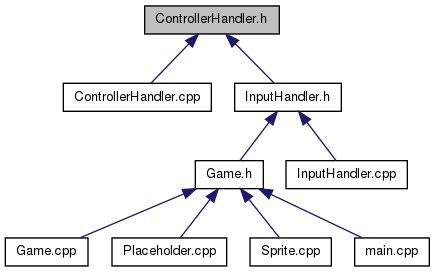 ControllerHandler.h
ControllerHandler.cpp
InputHandler.h
Game.h
InputHandler.cpp
Game.cpp
Placeholder.cpp
Sprite.cpp
main.cpp